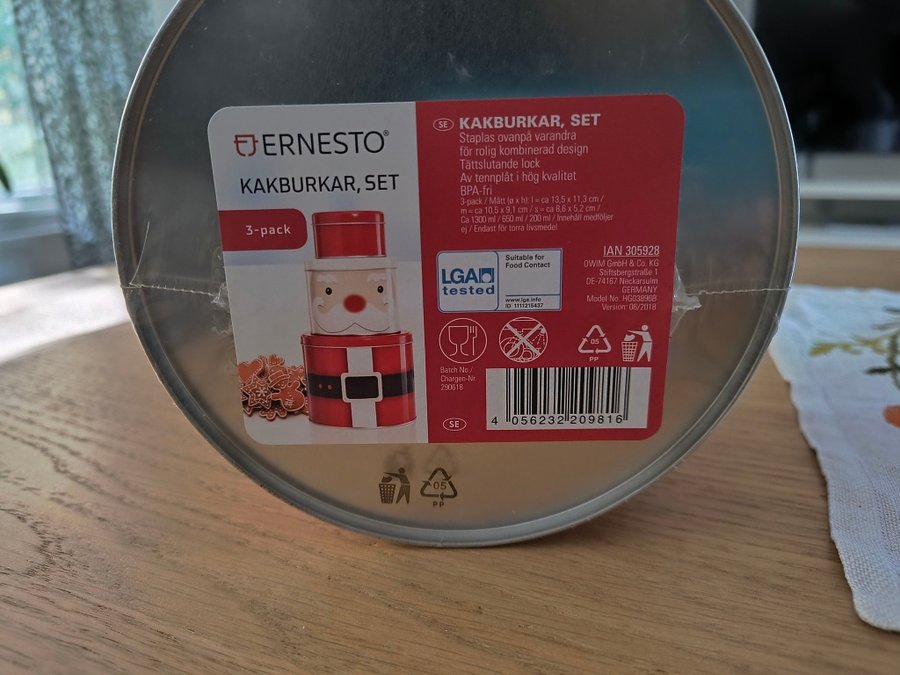 ERNESTO®
KAKBURKAR, SET
3-pack
SE KAKBURKAR, SET
Staplas ovanpå varandra
för rolig kombinerad design
Tättslutande lock
Av tennplåt i hög kvalitet
BPA-fri
3-pack / Mått (ø x h): l = ca 13,5 x 11,3 cm /
m = ca 10,5 x 9,1 cm / s = ca 8,6 x 5,2 cm /
Ca 1300 ml / 650 ml / 200 ml / Innehåll medföljer
ej / Endast för torra livsmedel
LGA
tested
Suitable for
Food Contact
www.lga.info
ID 1111215437
IAN 305928
OWIM GmbH & Co. KG
Stiftsbergstraße 1
DE-74167 Neckarsulm
GERMANY
Model No. HG03896B
Version: 08/2018
05
PP
Batch No./
Chargen-Nr.
290618
SE
4 056232 209816
05
PP